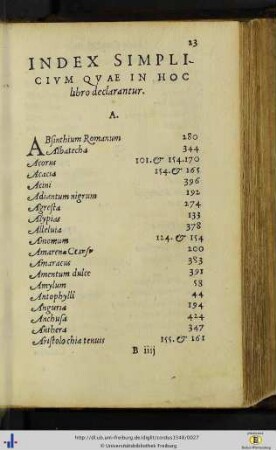 23
INDEX SIMPLI-
CIVM QVAE IN HOC
libro declarantur.
A.
ABsinthium Romanum 280
Albatecha 344
Acorus 101. & 154.170
Acacia 154. & 165
Acini 396
Adiantum nigrum 192
Agresta 274
Alypias 133
Alleluia 378
Amomum 124. & 154
Amarena 200
Amaracus 383
Amentum dulce 391
Amylum 58
Antophylli 44
Anguria 194
Anchusa 424
Anthera 347
Aristolochia tenuis 155. & 161
B iiij
http://dl.ub.uni-freiburg.de/diglit/cordus1548/0027
© Universitätsbibliothek Freiburg